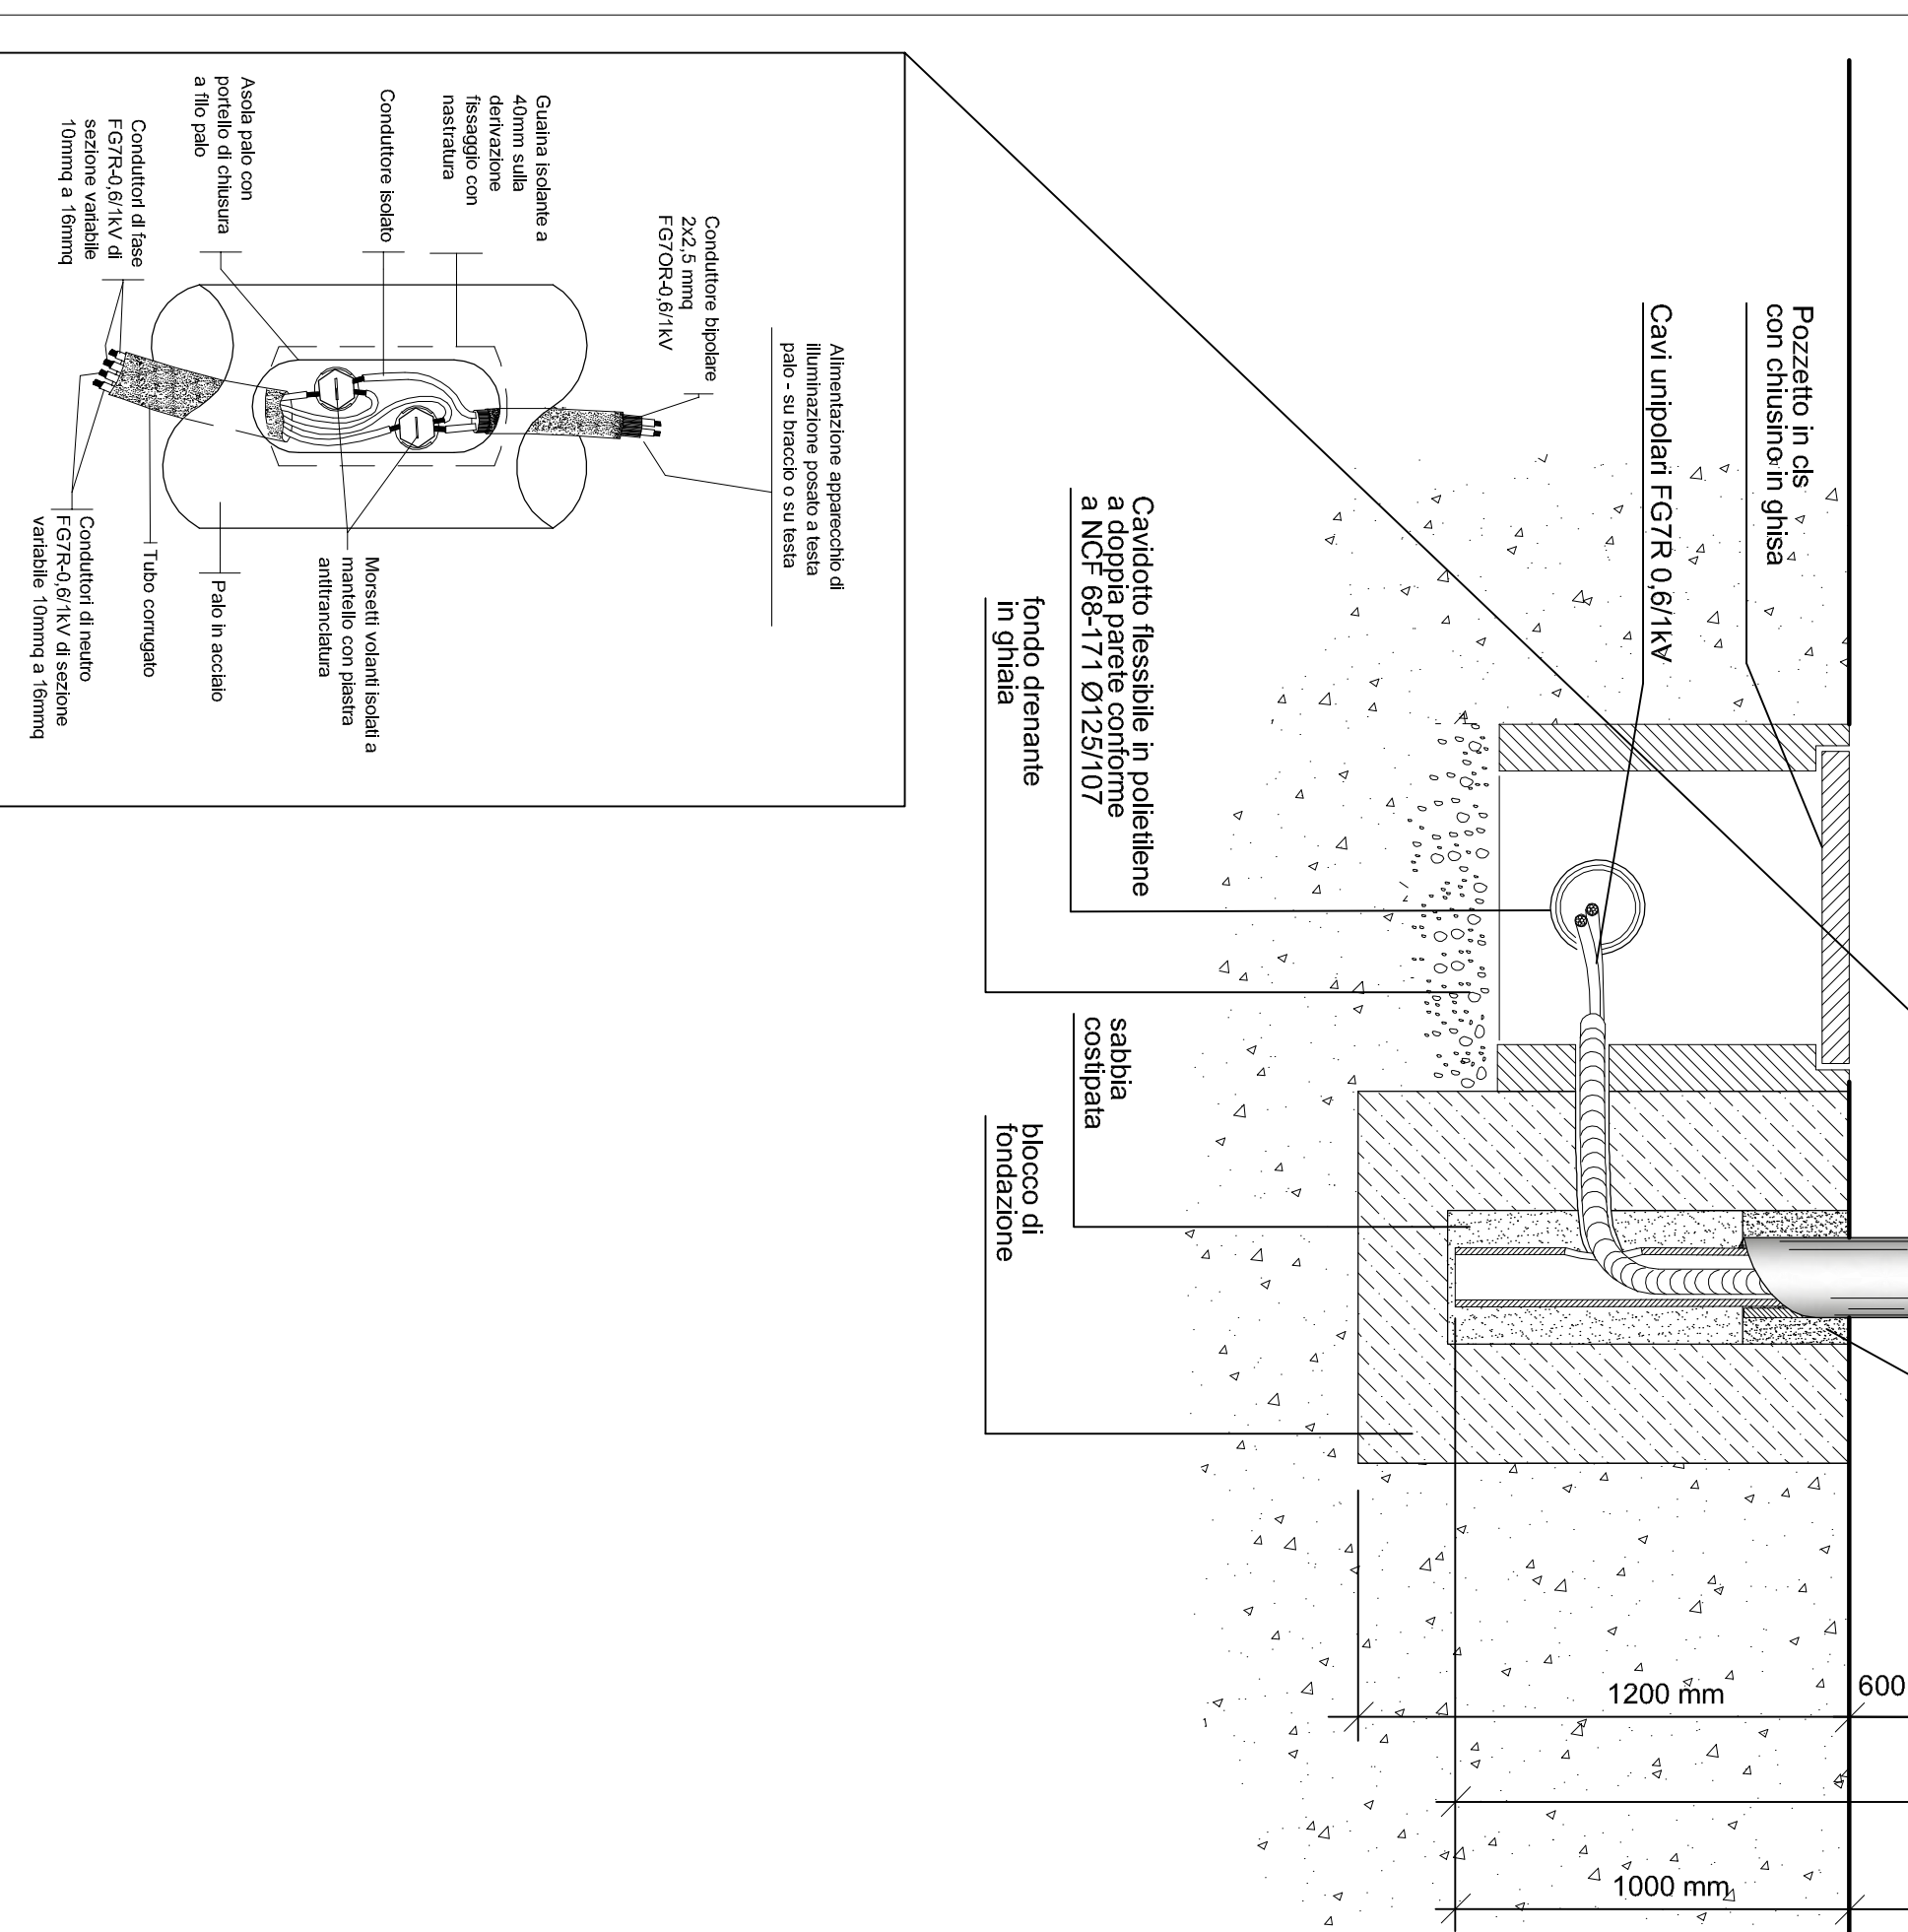 Pozzetto in cls
con chiusino in ghisa
Cavi unipolari FG7R 0,6/1kV
Cavidotto flessibile in polietilene
a doppia parete conforme
a NCF 68-171 Ø125/107
fondo drenante
in ghiaia
sabbia
costipata
blocco di
fondazione
Alimentazione apparecchio di
illuminazione posato a testa
palo - su braccio o su testa
Conduttore bipolare
2x2,5 mmq
FG7OR-0,6/1kV
Guaina isolante a
40mm sulla
derivazione
fissaggio con
nastratura
Conduttore isolato
Asola palo con
portello di chiusura
a filo palo
Conduttori di fase
FG7R-0,6/1kV di
sezione variabile
10mmq a 16mmq
Morsetti volanti isolati a
mantello con piastra
antitranciatura
Palo in acciaio
Tubo corrugato
Conduttori di neutro
FG7R-0,6/1kV di sezione
variabile 10mmq a 16mmq
1200 mm
600
1000 mm